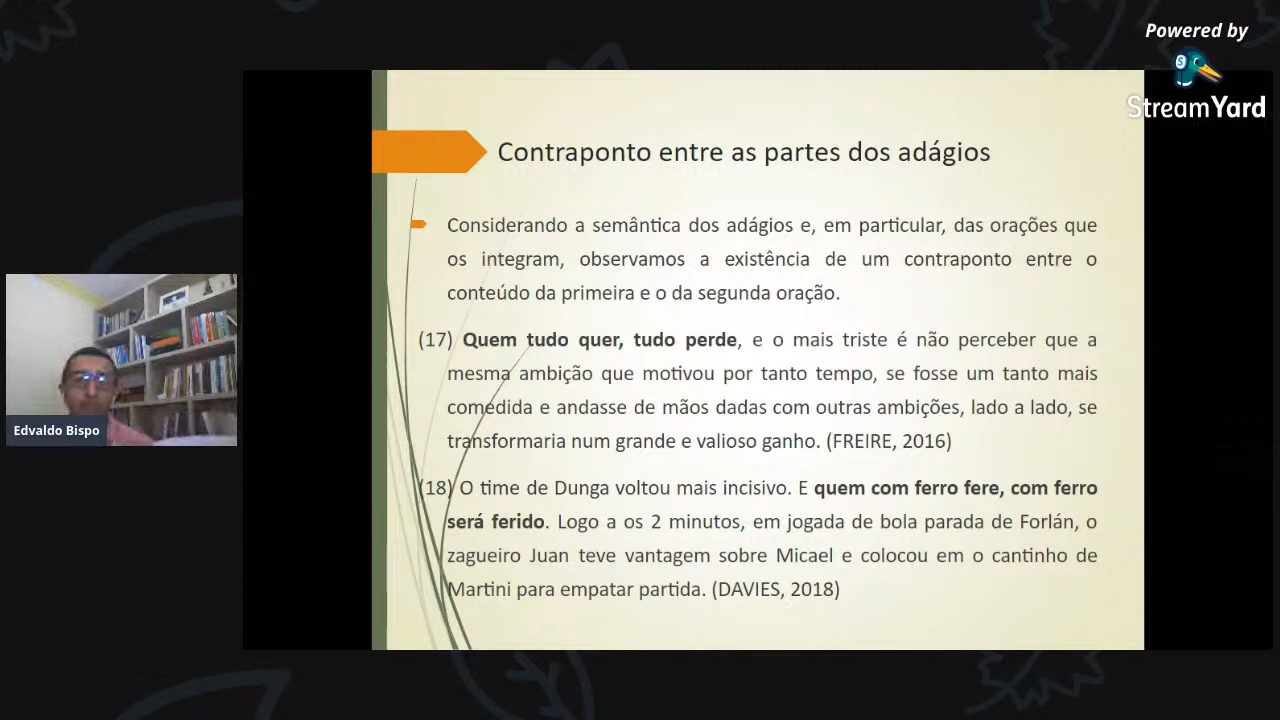 Powered by
StreamYard
Contraponto entre as partes dos adágios
Considerando a semântica dos adágios e, em particular, das orações que
os integram, observamos a existência de um contraponto entre o
conteúdo da primeira e o da segunda oração.
(17) Quem tudo quer, tudo perde, e o mais triste é não perceber que a
mesma ambição que motivou por tanto tempo, se fosse um tanto mais
comedida e andasse de mãos dadas com outras ambições, lado a lado, se
transformaria num grande e valioso ganho. (FREIRE, 2016)
(18) O time de Dunga voltou mais incisivo. E quem com ferro fere, com ferro
será ferido. Logo a os 2 minutos, em jogada de bola parada de Forlán, o
zagueiro Juan teve vantagem sobre Micael e colocou em o cantinho de
Martini para empatar partida. (DAVIES, 2018)
Edvaldo Bispo